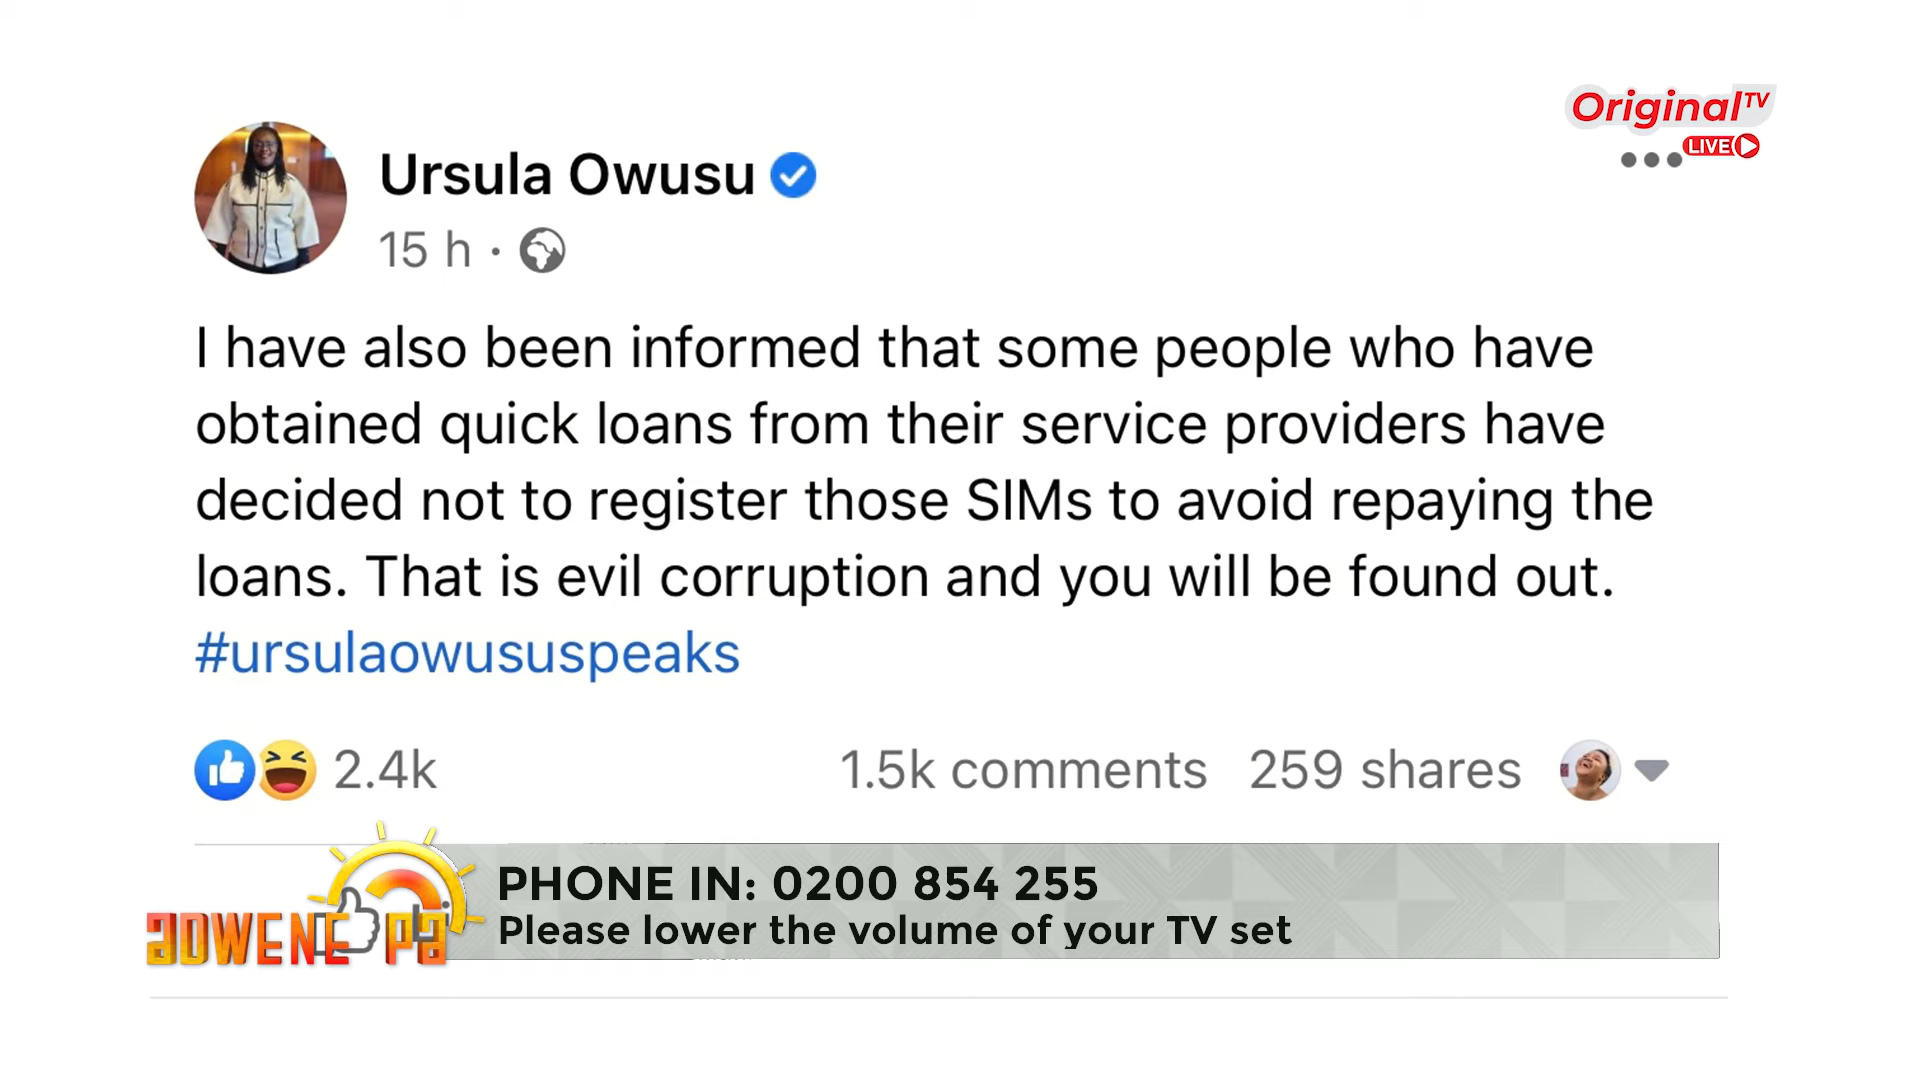 Original TV
LIVE
Ursula Owusu
15 h ·
I have also been informed that some people who have
obtained quick loans from their service providers have
decided not to register those SIMs to avoid repaying the
loans. That is evil corruption and you will be found out.
#ursulaowususpeaks
2.4k
1.5k comments 259 shares
PHONE IN: 0200 854 255
Please lower the volume of your TV set
ADWENE Pa